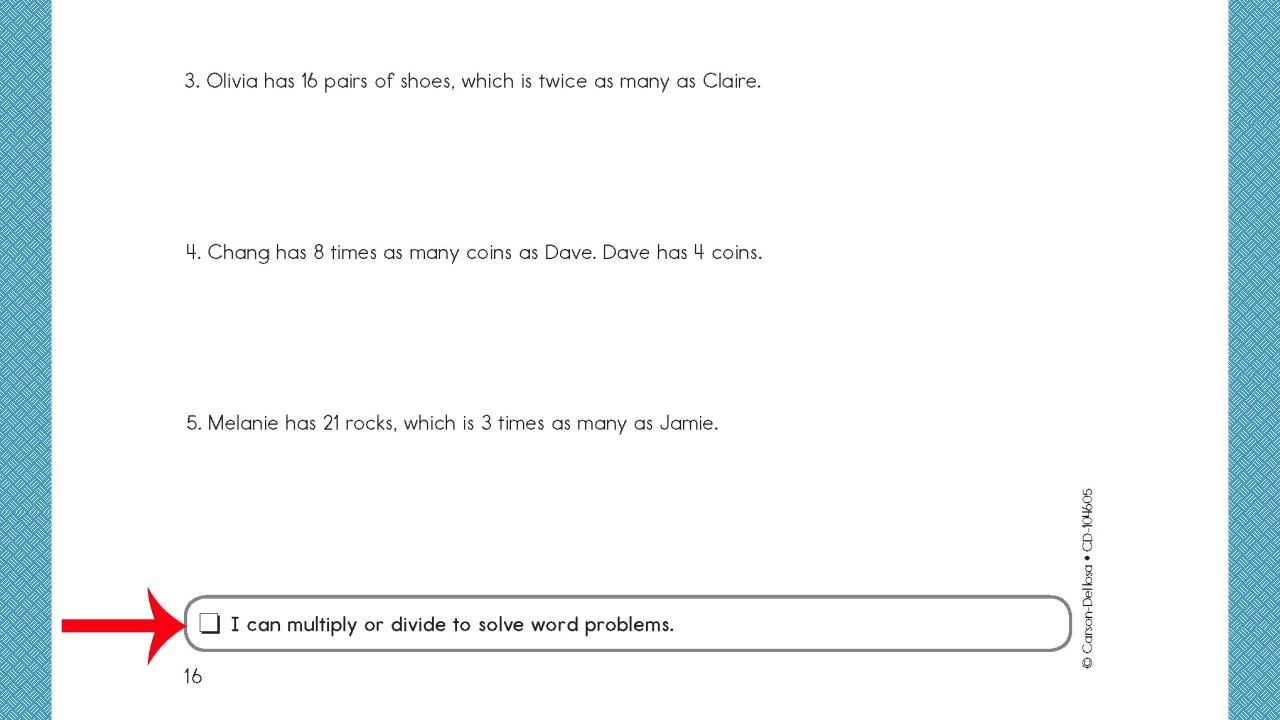 3. Olivia has 16 pairs of shoes, which is twice as many as Claire.
4. Chang has 8 times as many coins as Dave. Dave has 4 coins.
5. Melanie has 21 rocks, which is 3 times as many as Jamie.
© Carson-Dellosa • CD-104605
I can multiply or divide to solve word problems.
16